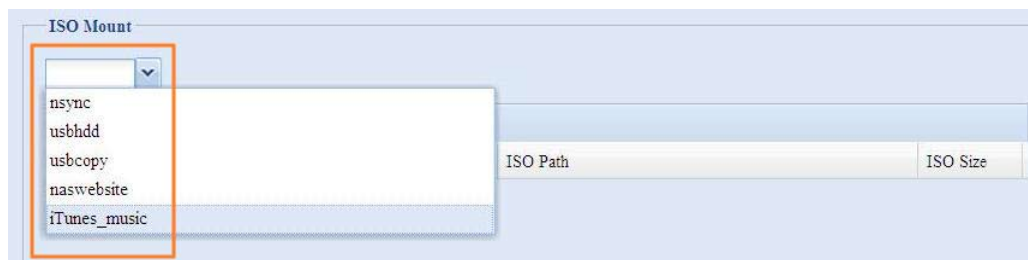 ISO Mount
nsync
usbhdd
usbcopy
naswebsite
iTunes_music
ISO Path
ISO Size